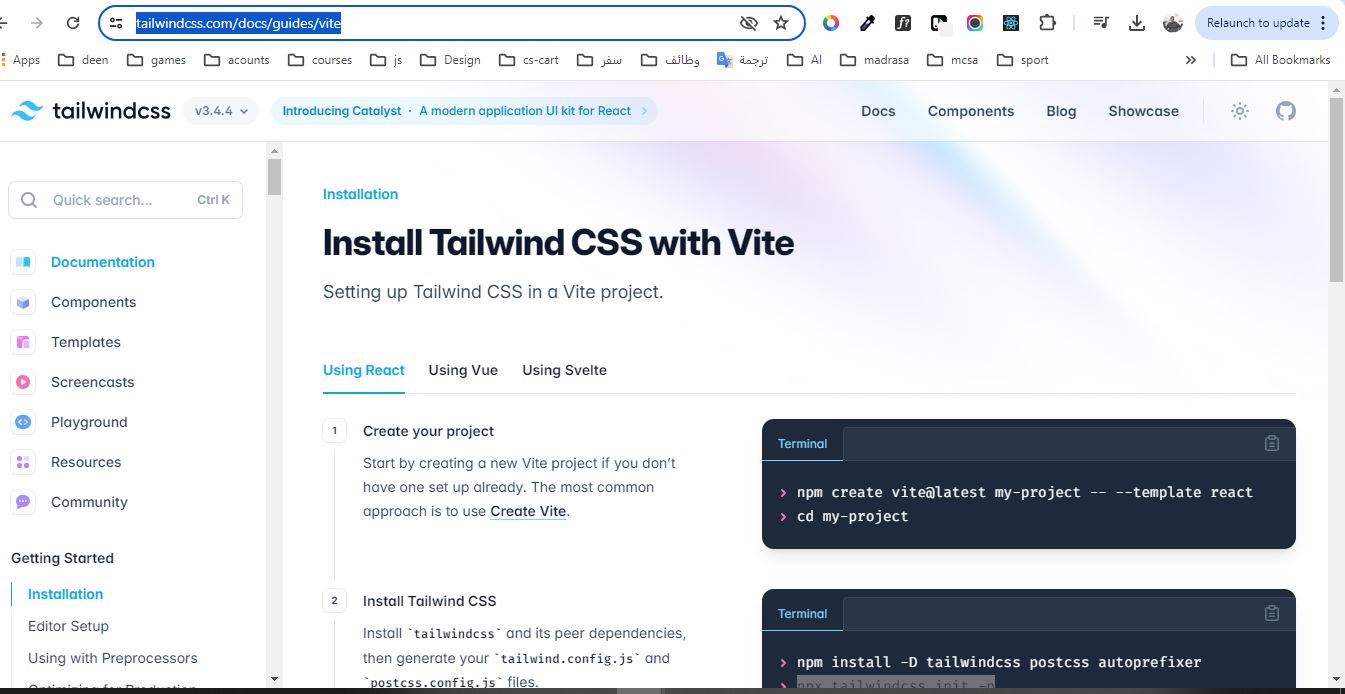 tailwindcss.com/docs/guides/vite
Relaunch to update
Apps deen games acounts courses js Design cs-cart سفر وظائف ترجمة AI madrasa mcsa sport » All Bookmarks
tailwindcss v3.4.4 Introducing Catalyst · A modern application UI kit for React Docs Components Blog Showcase
Quick search... Ctrl K
Documentation
Components
Templates
Screencasts
Playground
Resources
Community
Getting Started
Installation
Editor Setup
Using with Preprocessors
Optimizing for Production
Installation
Install Tailwind CSS with Vite
Setting up Tailwind CSS in a Vite project.
Using React Using Vue Using Svelte
1 Create your project
Start by creating a new Vite project if you don’t
have one set up already. The most common
approach is to use Create Vite.
Terminal
> npm create vite@latest my-project -- --template react
> cd my-project
2 Install Tailwind CSS
Install `tailwindcss` and its peer dependencies,
then generate your `tailwind.config.js` and
`postcss.config.js` files.
Terminal
> npm install -D tailwindcss postcss autoprefixer
> npx tailwindcss init -p